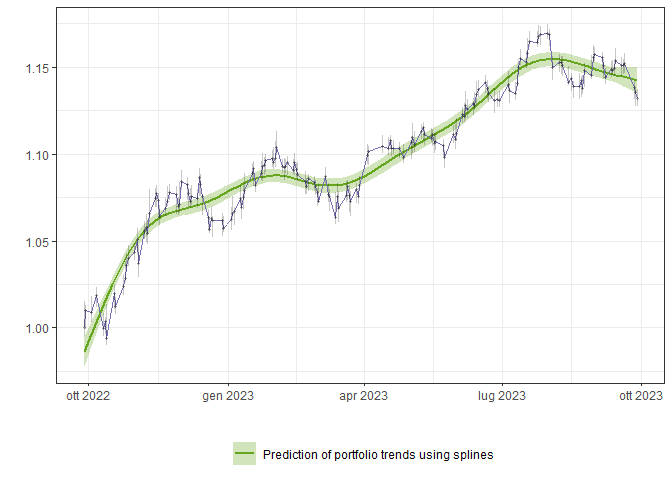 1.15
1.10
1.05
1.00
ott 2022
gen 2023
apr 2023
lug 2023
ott 2023
Prediction of portfolio trends using splines